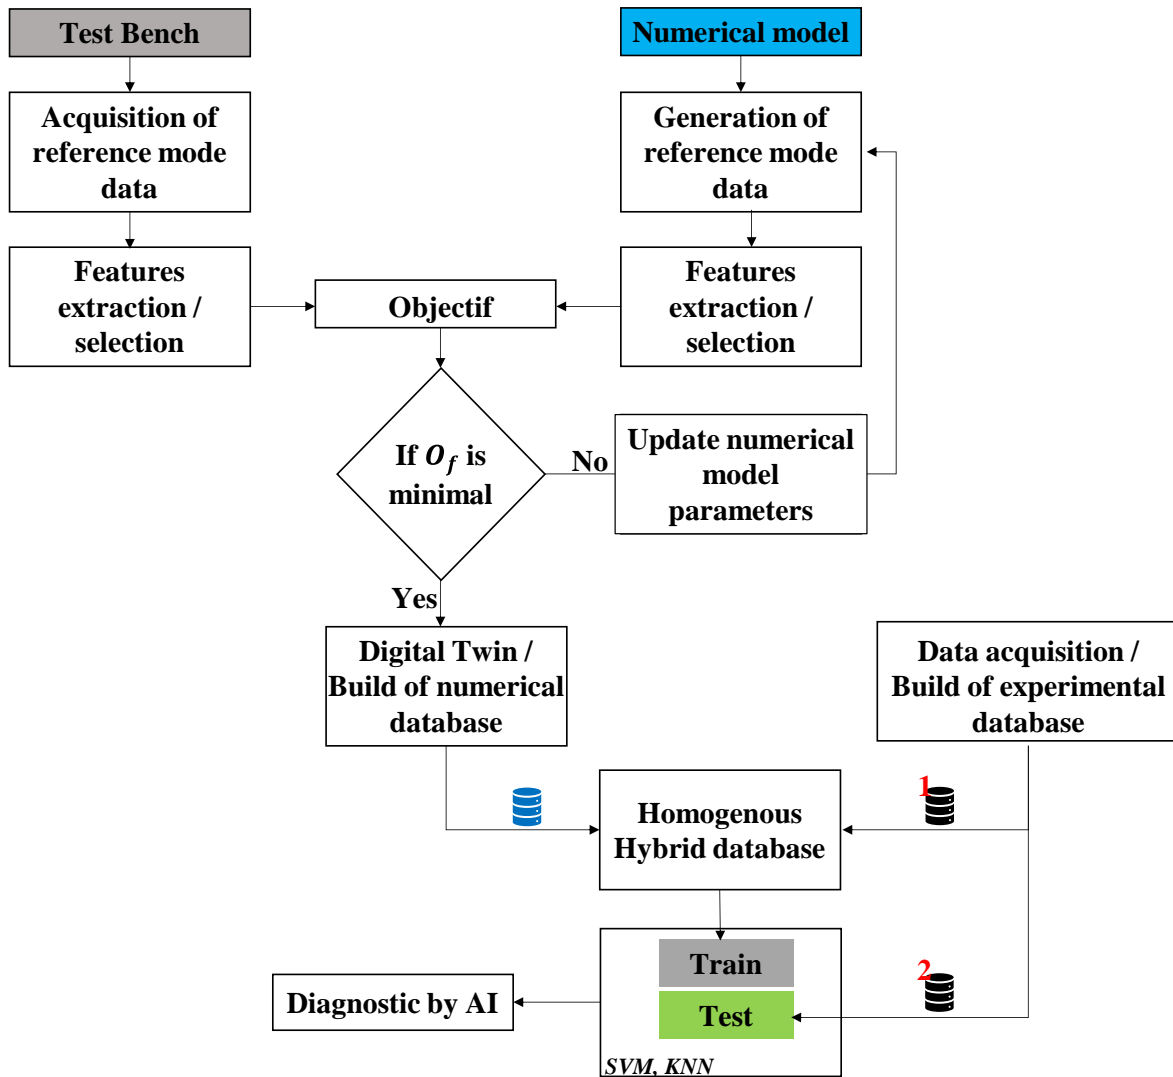 Test Bench
Numerical model
Acquisition of
reference mode
data
Generation of
reference mode
data
Features
extraction /
selection
Objectif
Features
extraction /
selection
If O_f is
minimal
No
Update numerical
model
parameters
Yes
Digital Twin /
Build of numerical
database
Data acquisition /
Build of experimental
database
1
Homogenous
Hybrid database
Train
2
Test
Diagnostic by AI
SVM, KNN